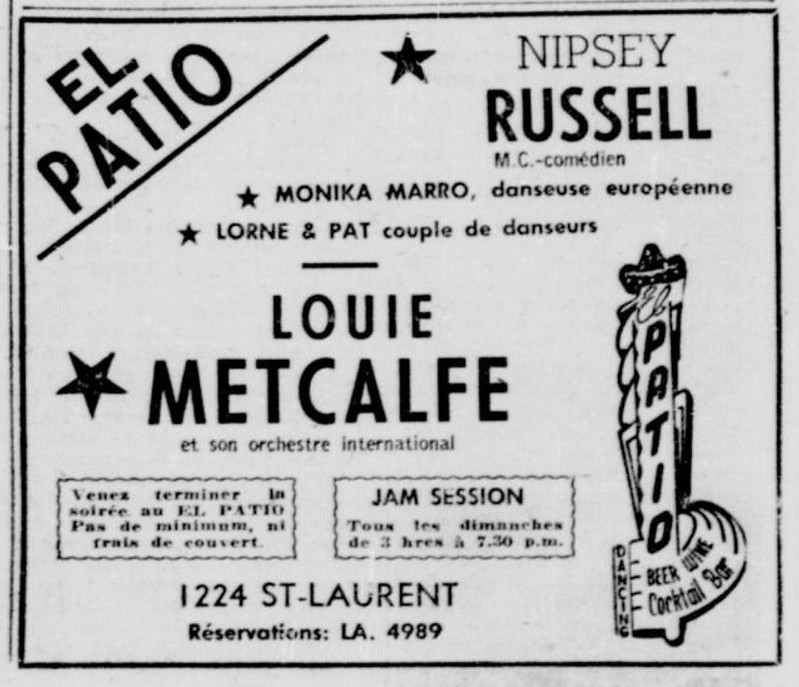 EL
PATIO
NIPSEY
RUSSELL
M.C.-comédien
MONIKA MARRO, danseuse européenne
LORNE & PAT couple de danseurs
LOUIE
METCALFE
et son orchestre international
Venez terminer la
soirée au EL PATIO
Pas de minimum, ni
frais de couvert.
JAM SESSION
Tous les dimanches
de 3 hres à 7.30 p.m.
1224 ST-LAURENT
Réservations: LA. 4989
El
PATIO
DANCING
BEER WINE
Cocktail Bar